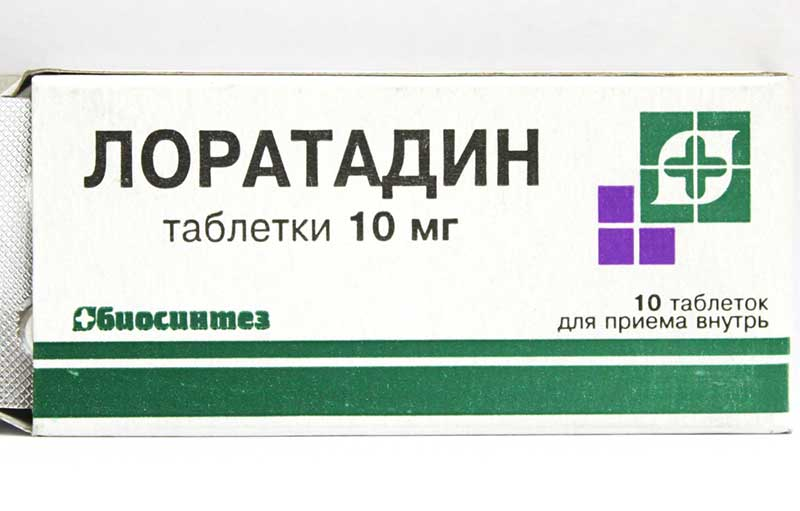 ЛОРАТАДИН
таблетки 10 мг
биосинтез
10 таблеток
для приема внутрь